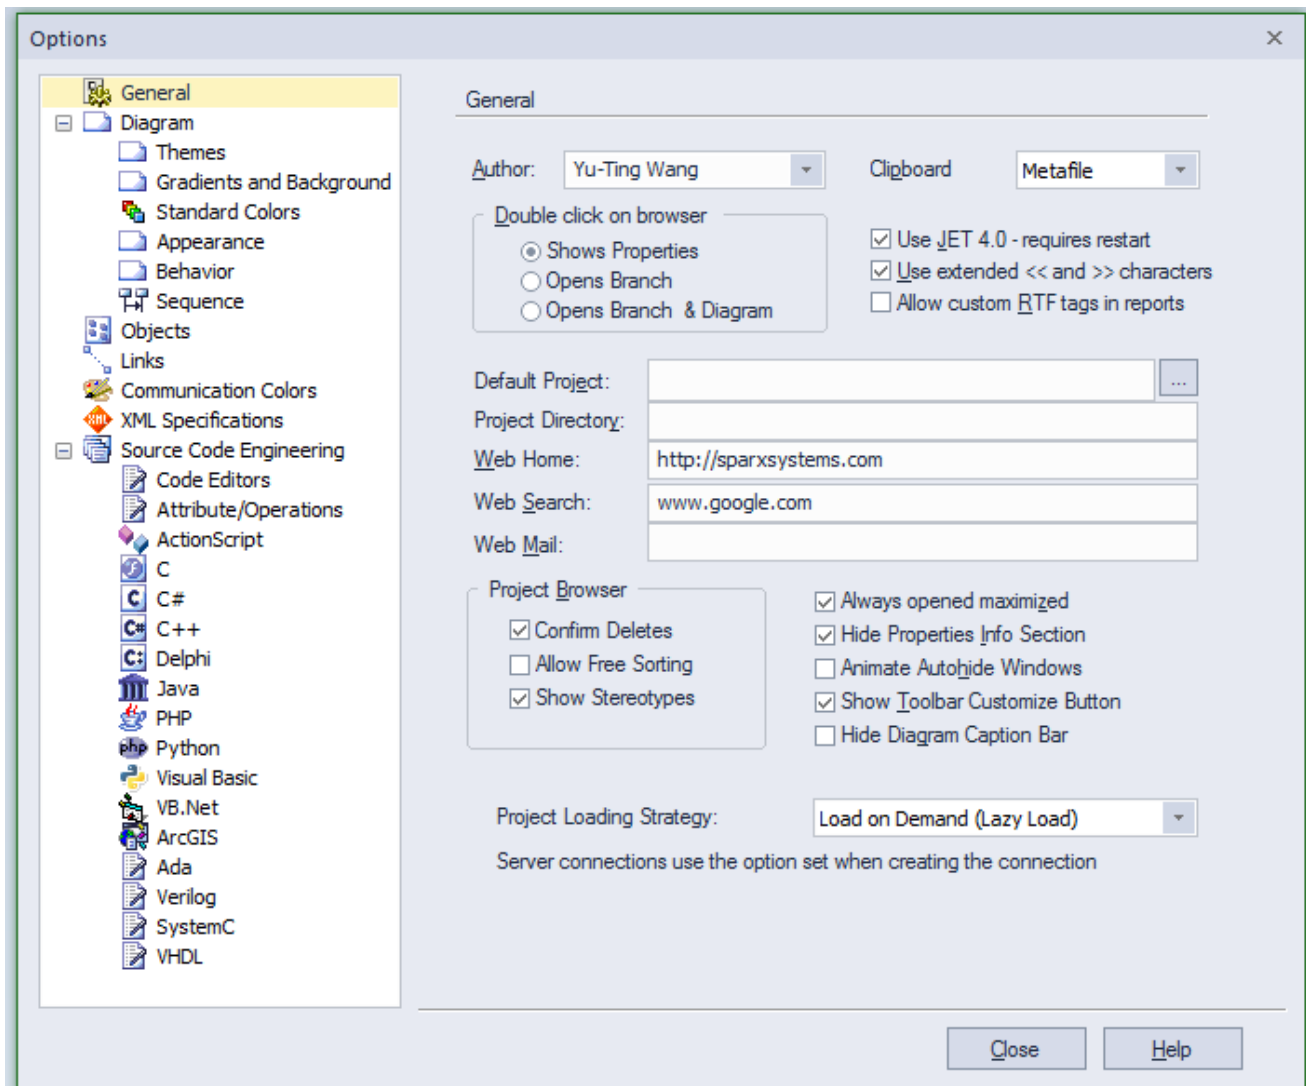 Options
General
Diagram
Themes
Gradients and Background
Standard Colors
Appearance
Behavior
Sequence
Objects
Links
Communication Colors
XML Specifications
Source Code Engineering
Code Editors
Attribute/Operations
ActionScript
C
C#
C++
Delphi
Java
PHP
php Python
Visual Basic
VB.Net
ArcGIS
Ada
Verilog
SystemC
VHDL
General
Author: Yu-Ting Wang Clipboard Metafile
Double click on browser
Shows Properties
Opens Branch
Opens Branch & Diagram
Use JET 4.0 - requires restart
Use extended << and >> characters
Allow custom RTF tags in reports
Default Project: ...
Project Directory:
Web Home: http://sparxsystems.com
Web Search: www.google.com
Web Mail:
Project Browser
Confirm Deletes
Allow Free Sorting
Show Stereotypes
Always opened maximized
Hide Properties Info Section
Animate Autohide Windows
Show Toolbar Customize Button
Hide Diagram Caption Bar
Project Loading Strategy: Load on Demand (Lazy Load)
Server connections use the option set when creating the connection
Close Help